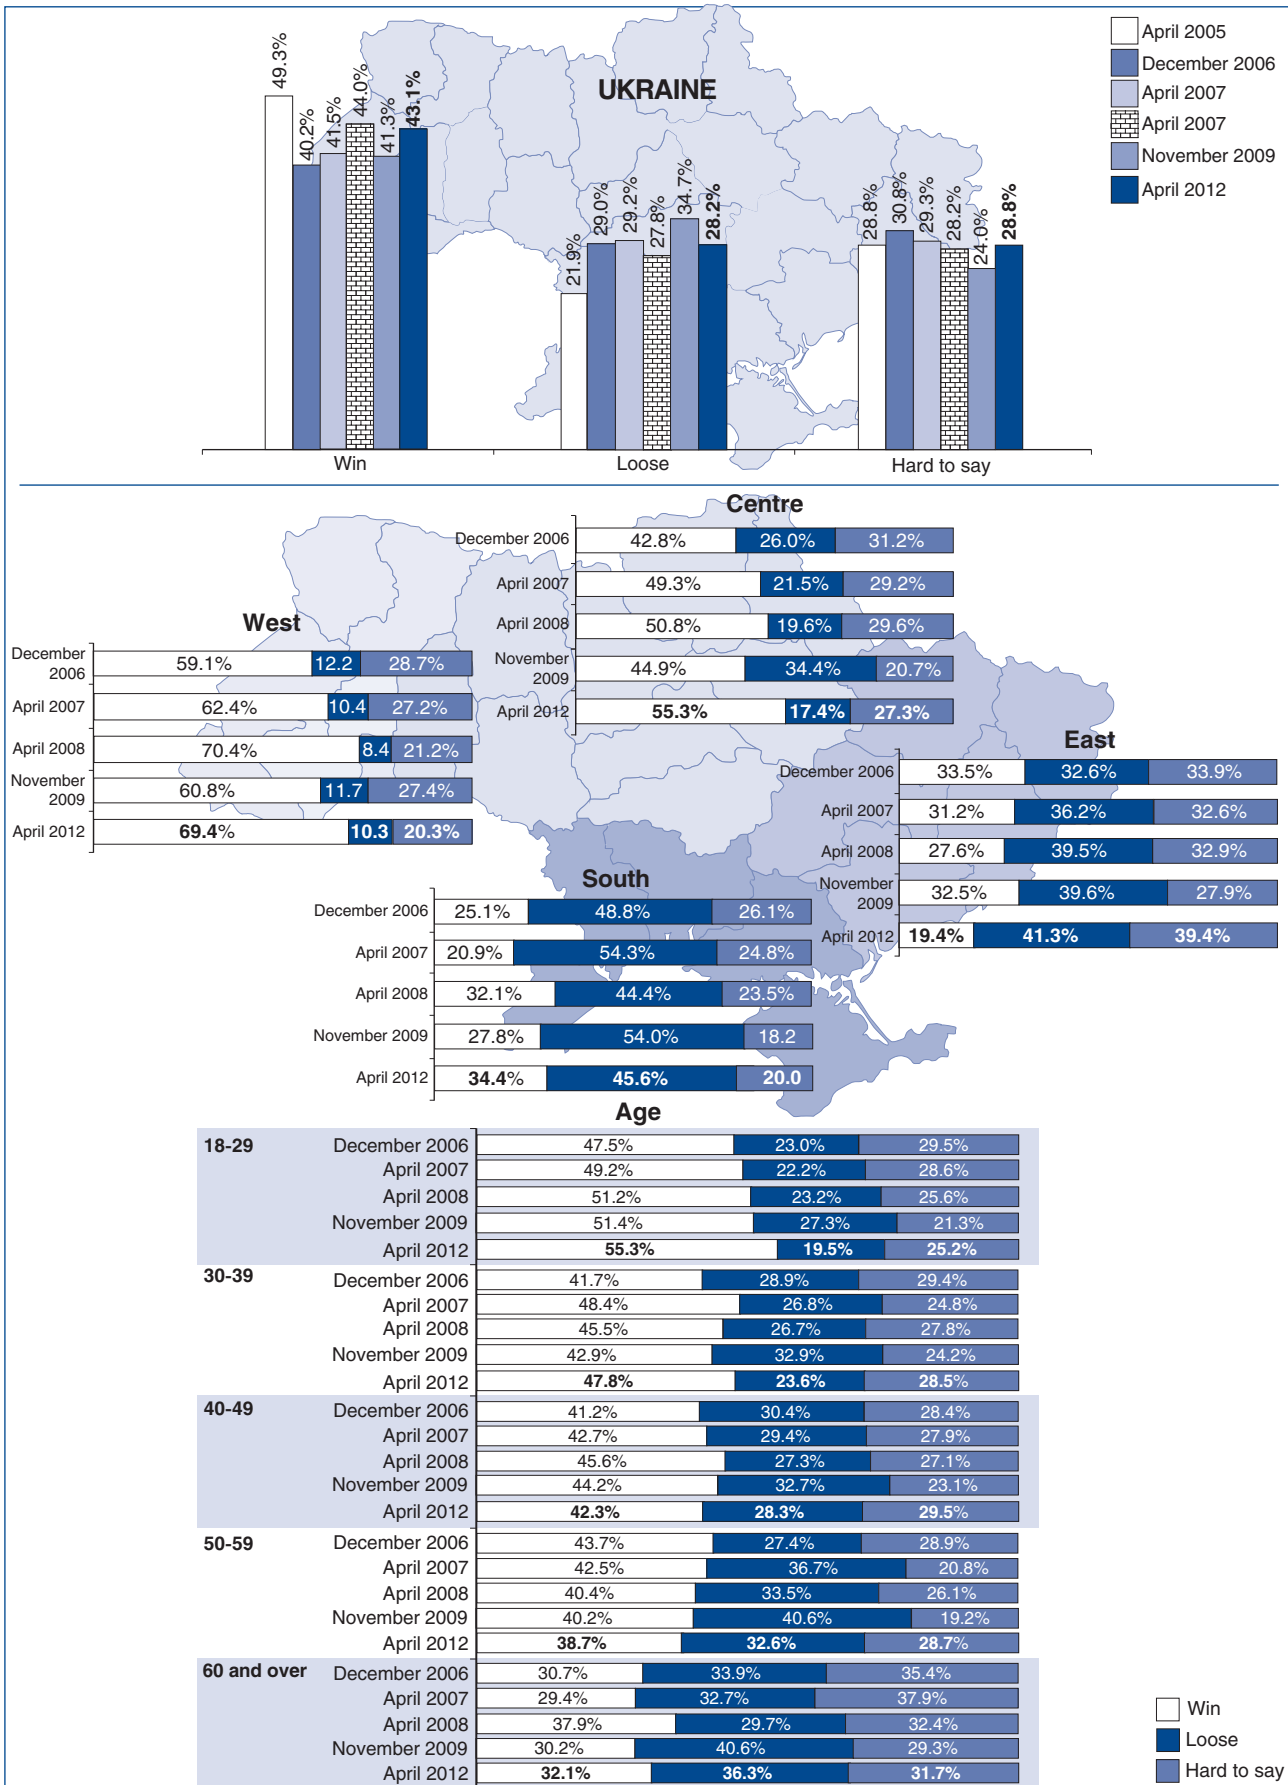 UKRAINE
April 2005
December 2006
April 2007
April 2007
November 2009
April 2012
49.3%
40.2%
41.5%
44.0%
41.3%
43.1%
21.9%
29.0%
29.2%
27.8%
34.7%
28.2%
28.8%
30.8%
29.3%
28.2%
24.0%
28.8%
Win Loose Hard to say
Centre
December 2006 42.8% 26.0% 31.2%
April 2007 49.3% 21.5% 29.2%
April 2008 50.8% 19.6% 29.6%
November
2009 44.9% 34.4% 20.7%
April 2012 55.3% 17.4% 27.3%
West
December
2006 59.1% 12.2 28.7%
April 2007 62.4% 10.4 27.2%
April 2008 70.4% 8.4 21.2%
November
2009 60.8% 11.7 27.4%
April 2012 69.4% 10.3 20.3%
East
December 2006 33.5% 32.6% 33.9%
April 2007 31.2% 36.2% 32.6%
April 2008 27.6% 39.5% 32.9%
November
2009 32.5% 39.6% 27.9%
April 2012 19.4% 41.3% 39.4%
South
December 2006 25.1% 48.8% 26.1%
April 2007 20.9% 54.3% 24.8%
April 2008 32.1% 44.4% 23.5%
November 2009 27.8% 54.0% 18.2
April 2012 34.4% 45.6% 20.0
Age
18-29 December 2006 47.5% 23.0% 29.5%
April 2007 49.2% 22.2% 28.6%
April 2008 51.2% 23.2% 25.6%
November 2009 51.4% 27.3% 21.3%
April 2012 55.3% 19.5% 25.2%
30-39 December 2006 41.7% 28.9% 29.4%
April 2007 48.4% 26.8% 24.8%
April 2008 45.5% 26.7% 27.8%
November 2009 42.9% 32.9% 24.2%
April 2012 47.8% 23.6% 28.5%
40-49 December 2006 41.2% 30.4% 28.4%
April 2007 42.7% 29.4% 27.9%
April 2008 45.6% 27.3% 27.1%
November 2009 44.2% 32.7% 23.1%
April 2012 42.3% 28.3% 29.5%
50-59 December 2006 43.7% 27.4% 28.9%
April 2007 42.5% 36.7% 20.8%
April 2008 40.4% 33.5% 26.1%
November 2009 40.2% 40.6% 19.2%
April 2012 38.7% 32.6% 28.7%
60 and over December 2006 30.7% 33.9% 35.4%
April 2007 29.4% 32.7% 37.9%
April 2008 37.9% 29.7% 32.4%
November 2009 30.2% 40.6% 29.3%
April 2012 32.1% 36.3% 31.7%
Win
Loose
Hard to say